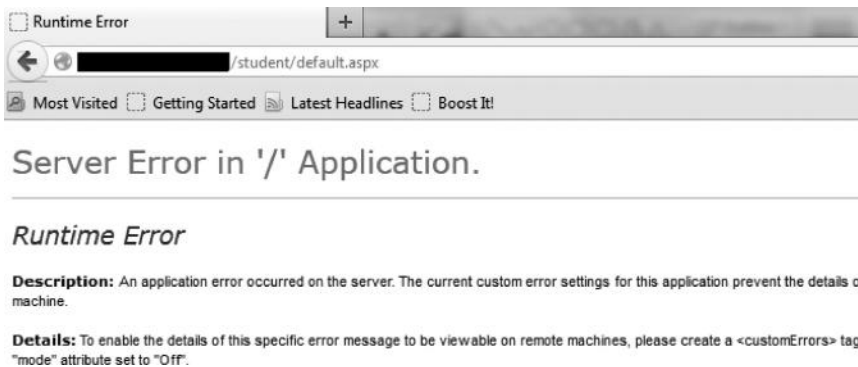 Runtime Error
+
/student/default.aspx
Most Visited Getting Started Latest Headlines Boost It!
Server Error in '/' Application.
Runtime Error
Description: An application error occurred on the server. The current custom error settings for this application prevent the details
machine.
Details: To enable the details of this specific error message to be viewable on remote machines, please create a <customErrors> tag
"mode" attribute set to "Off".